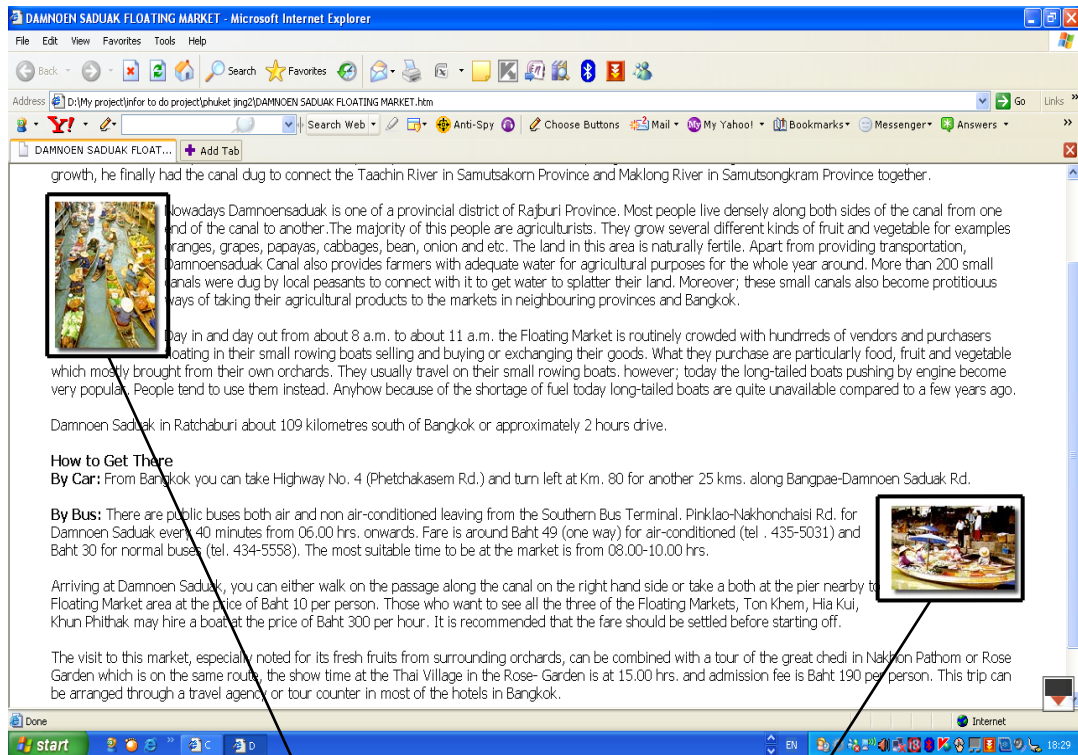 DAMNOEN SADUAK FLOATING MARKET - Microsoft Internet Explorer
File Edit View Favorites Tools Help
Back Search Favorites
Address D:\My project\infor to do project\phuket jing2\DAMNOEN SADUAK FLOATING MARKET.htm Go Links »
Y! Search Web Anti-Spy Choose Buttons Mail My Yahoo! Bookmarks Messenger Answers »
DAMNOEN SADUAK FLOAT... Add Tab
growth, he finally had the canal dug to connect the Taachin River in Samutsakorn Province and Maklong River in Samutsongkram Province together.
Nowadays Damnoensaduak is one of a provincial district of Rajburi Province. Most people live densely along both sides of the canal from one
end of the canal to another.The majority of this people are agriculturists. They grow several different kinds of fruit and vegetable for examples
oranges, grapes, papayas, cabbages, bean, onion and etc. The land in this area is naturally fertile. Apart from providing transportation,
Damnoensaduak Canal also provides farmers with adequate water for agricultural purposes for the whole year around. More than 200 small
canals were dug by local peasants to connect with it to get water to splatter their land. Moreover; these small canals also become protitiouus
ways of taking their agricultural products to the markets in neighbouring provinces and Bangkok.
Day in and day out from about 8 a.m. to about 11 a.m. the Floating Market is routinely crowded with hundrreds of vendors and purchasers
floating in their small rowing boats selling and buying or exchanging their goods. What they purchase are particularly food, fruit and vegetable
which mostly brought from their own orchards. They usually travel on their small rowing boats. however; today the long-tailed boats pushing by engine become
very popular. People tend to use them instead. Anyhow because of the shortage of fuel today long-tailed boats are quite unavailable compared to a few years ago.
Damnoen Saduak in Ratchaburi about 109 kilometres south of Bangkok or approximately 2 hours drive.
How to Get There
By Car: From Bangkok you can take Highway No. 4 (Phetchakasem Rd.) and turn left at Km. 80 for another 25 kms. along Bangpae-Damnoen Saduak Rd.
By Bus: There are public buses both air and non air-conditioned leaving from the Southern Bus Terminal. Pinklao-Nakhonchaisi Rd. for
Damnoen Saduak every 40 minutes from 06.00 hrs. onwards. Fare is around Baht 49 (one way) for air-conditioned (tel . 435-5031) and
Baht 30 for normal buses (tel. 434-5558). The most suitable time to be at the market is from 08.00-10.00 hrs.
Arriving at Damnoen Saduak, you can either walk on the passage along the canal on the right hand side or take a both at the pier nearby to
Floating Market area at the price of Baht 10 per person. Those who want to see all the three of the Floating Markets, Ton Khem, Hia Kui,
Khun Phithak may hire a boat at the price of Baht 300 per hour. It is recommended that the fare should be settled before starting off.
The visit to this market, especially noted for its fresh fruits from surrounding orchards, can be combined with a tour of the great chedi in Nakhon Pathom or Rose
Garden which is on the same route, the show time at the Thai Village in the Rose- Garden is at 15.00 hrs. and admission fee is Baht 190 per person. This trip can
be arranged through a travel agency or tour counter in most of the hotels in Bangkok.
Done Internet
start » C D EN 18:29